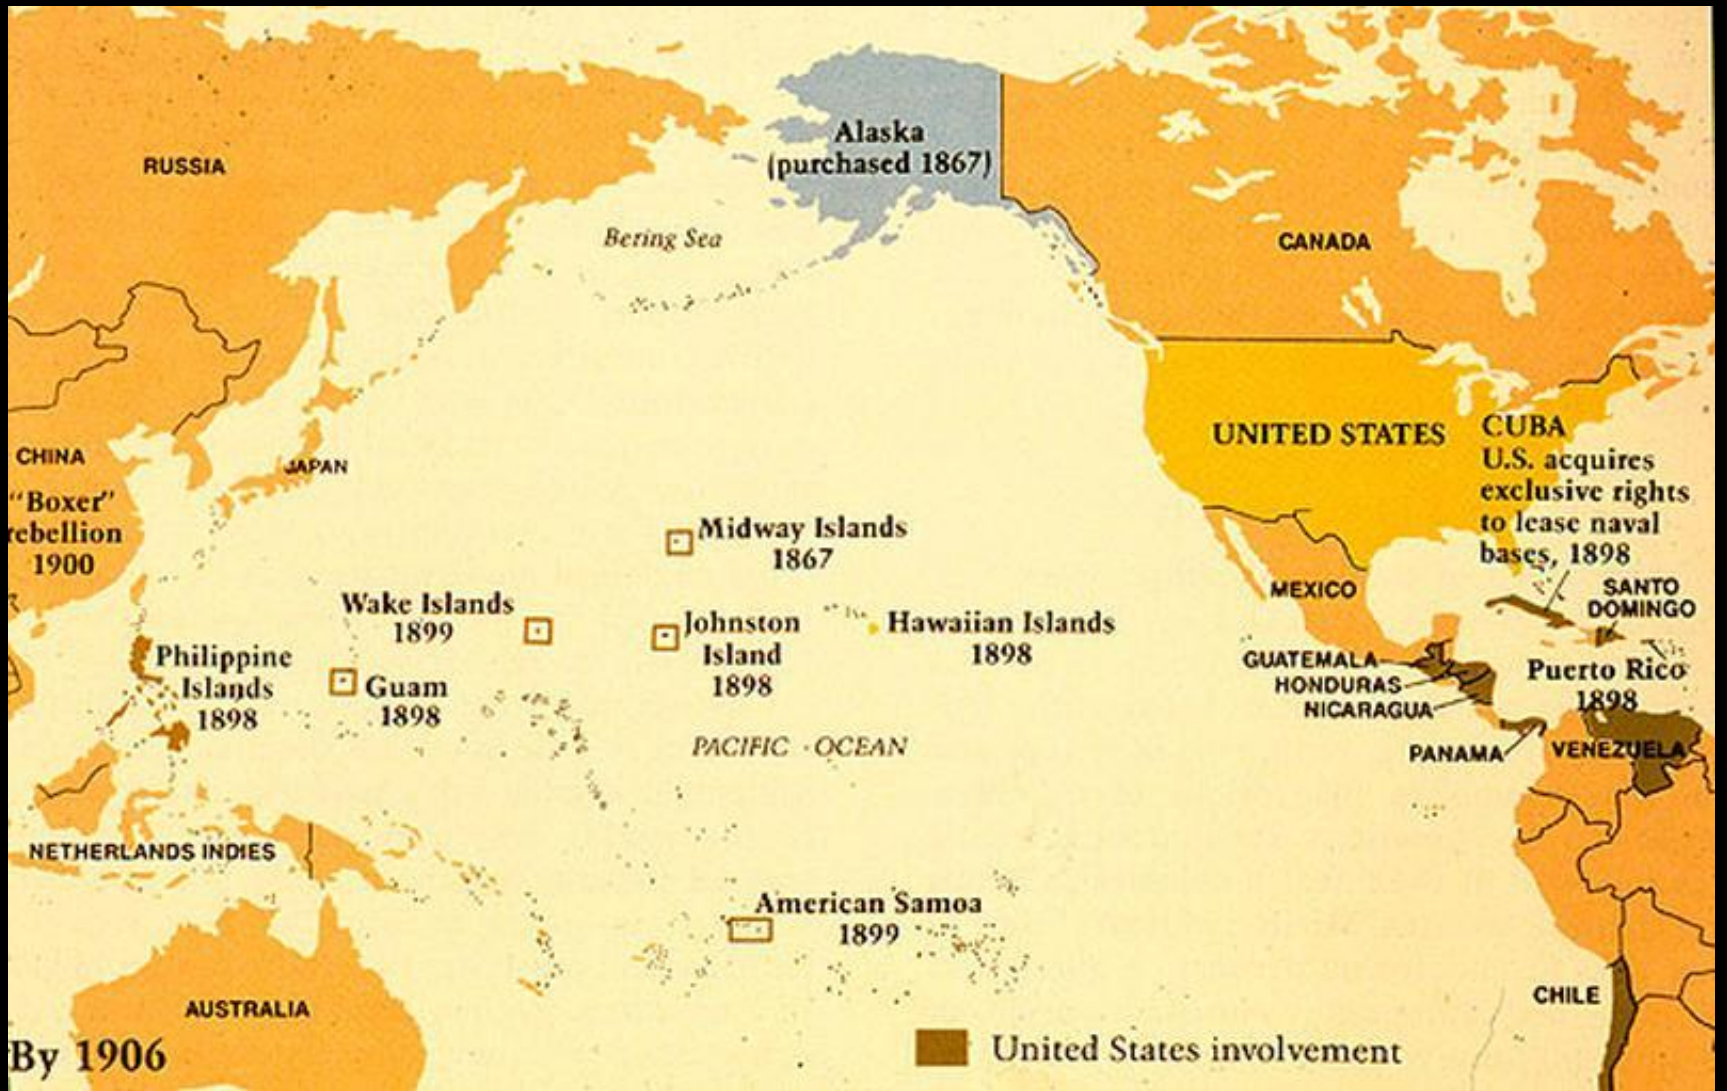 RUSSIA
Alaska
(purchased 1867)
Bering Sea
CANADA
CHINA
"Boxer"
rebellion
1900
JAPAN
UNITED STATES
CUBA
U.S. acquires
exclusive rights
to lease naval
bases, 1898
MEXICO
SANTO
DOMINGO
Midway Islands
1867
Wake Islands
1899
Johnston
Island
1898
Hawaiian Islands
1898
Philippine
Islands
1898
Guam
1898
GUATEMALA
HONDURAS
NICARAGUA
PANAMA
Puerto Rico
1898
VENEZUELA
PACIFIC OCEAN
NETHERLANDS INDIES
American Samoa
1899
AUSTRALIA
CHILE
By 1906
United States involvement